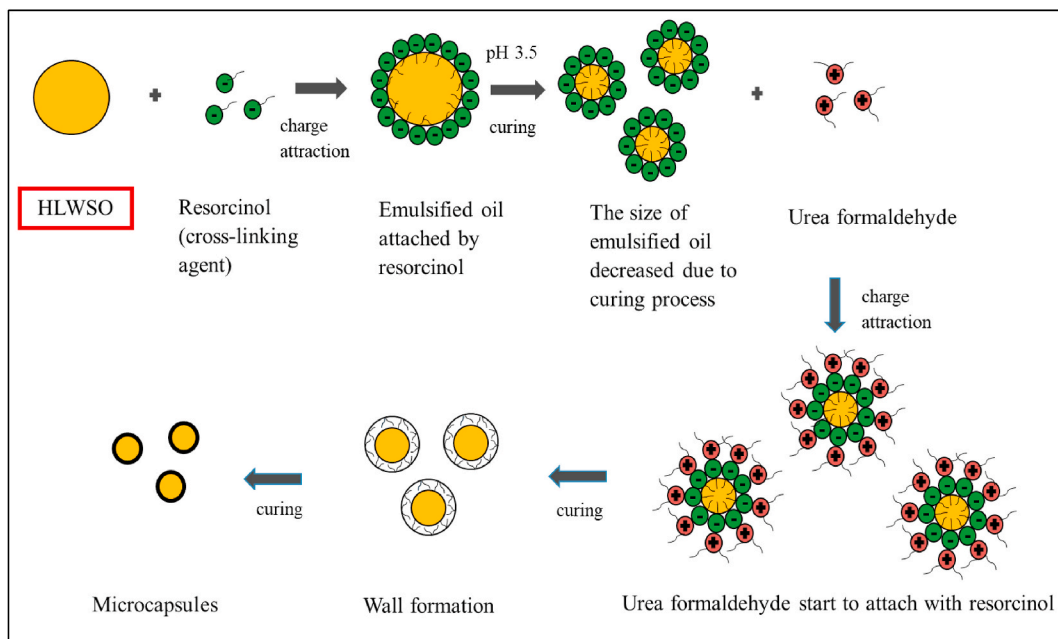 pH 3.5
charge
attraction
curing
HLWSO
Resorcinol
(cross-linking
agent)
Emulsified oil
attached by
resorcinol
The size of
emulsified oil
decreased due to
curing process
Urea formaldehyde
charge
attraction
curing
curing
Microcapsules
Wall formation
Urea formaldehyde start to attach with resorcinol